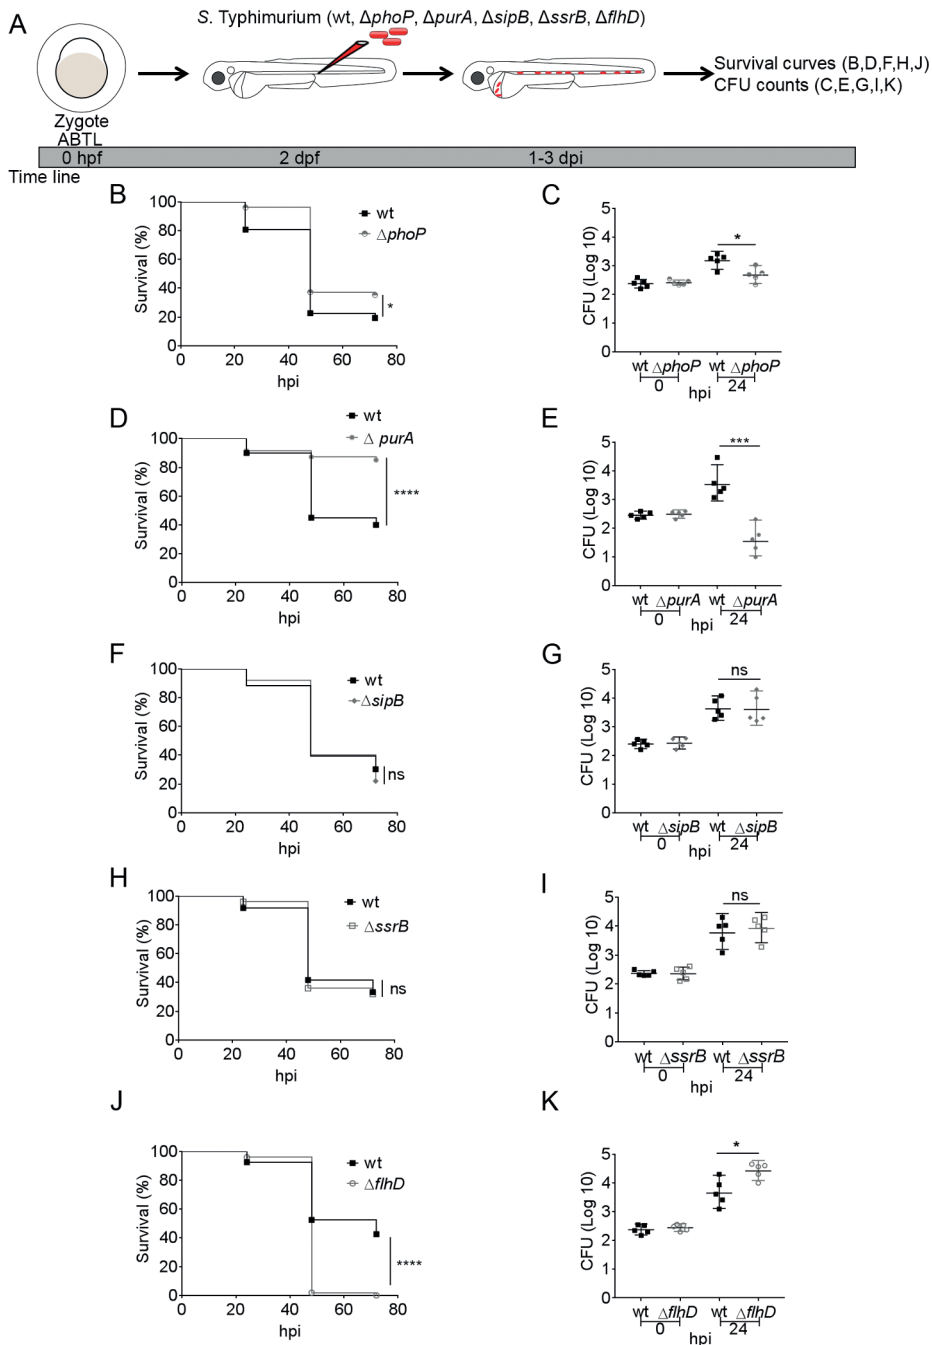 A
S. Typhimurium (wt, ΔphoP, ΔpurA, ΔsipB, ΔssrB, ΔflhD)
Survival curves (B,D,F,H,J)
CFU counts (C,E,G,I,K)
Zygote
ABTL
0 hpf 2 dpf 1-3 dpi
Time line
B
wt
ΔphoP
Survival (%)
100
80
60
40
20
0
*
0 20 40 60 80
hpi
C
CFU (Log 10)
5
4
3
2
1
0
*
wt ΔphoP wt ΔphoP
0 24
hpi
D
wt
Δ purA
Survival (%)
100
80
60
40
20
0
****
0 20 40 60 80
hpi
E
CFU (Log 10)
5
4
3
2
1
0
***
wt ΔpurA wt ΔpurA
0 24
hpi
F
wt
ΔsipB
Survival (%)
100
80
60
40
20
0
ns
0 20 40 60 80
hpi
G
CFU (Log 10)
5
4
3
2
1
0
ns
wt ΔsipB wt ΔsipB
0 24
hpi
H
wt
ΔssrB
Survival (%)
100
80
60
40
20
0
ns
0 20 40 60 80
hpi
I
CFU (Log 10)
5
4
3
2
1
0
ns
wt ΔssrB wt ΔssrB
0 24
hpi
J
wt
ΔflhD
Survival (%)
100
80
60
40
20
0
****
0 20 40 60 80
hpi
K
CFU (Log 10)
5
4
3
2
1
0
*
wt ΔflhD wt ΔflhD
0 24
hpi